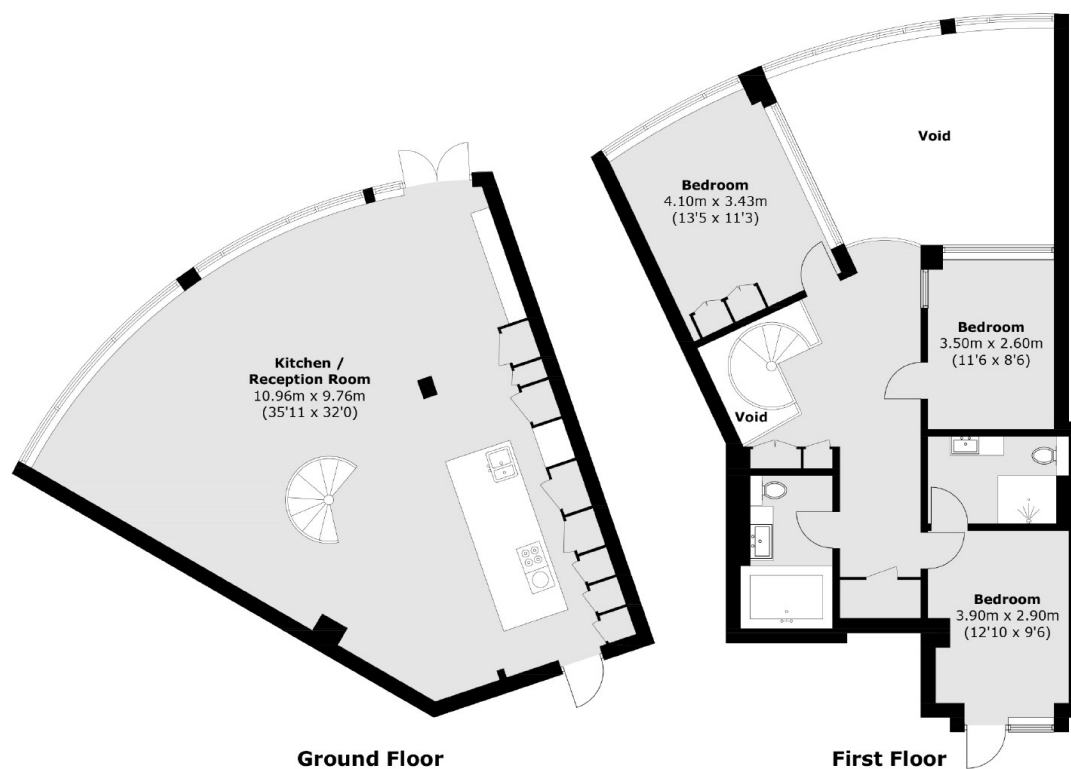 Kitchen /
Reception Room
10.96m x 9.76m
(35'11 x 32'0)
Ground Floor
Void
Bedroom
4.10m x 3.43m
(13'5 x 11'3)
Bedroom
3.50m x 2.60m
(11'6 x 8'6)
Void
Bedroom
3.90m x 2.90m
(12'10 x 9'6)
First Floor